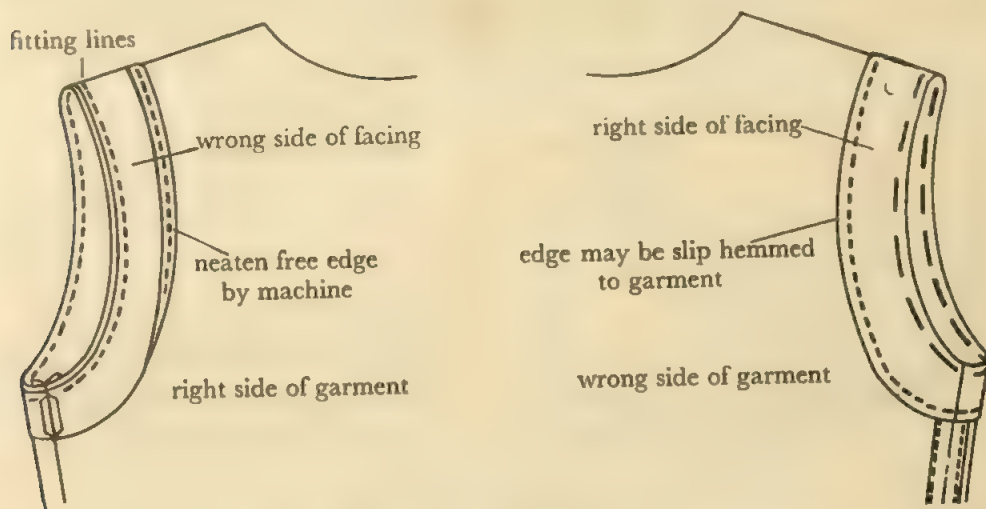 fitting lines
wrong side of facing
neaten free edge
by machine
right side of garment
right side of facing
edge may be slip hemmed
to garment
wrong side of garment